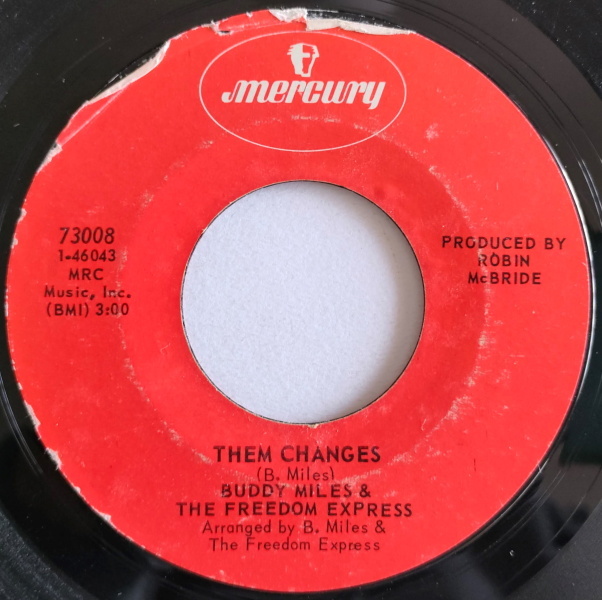 mercury
73008
1-46043
MRC
Music, Inc.
(BMI) 3:00
PRODUCED BY
ROBIN
McBRIDE
THEM CHANGES
(B. Miles)
BUDDY MILES &
THE FREEDOM EXPRESS
Arranged by B. Miles &
The Freedom Express